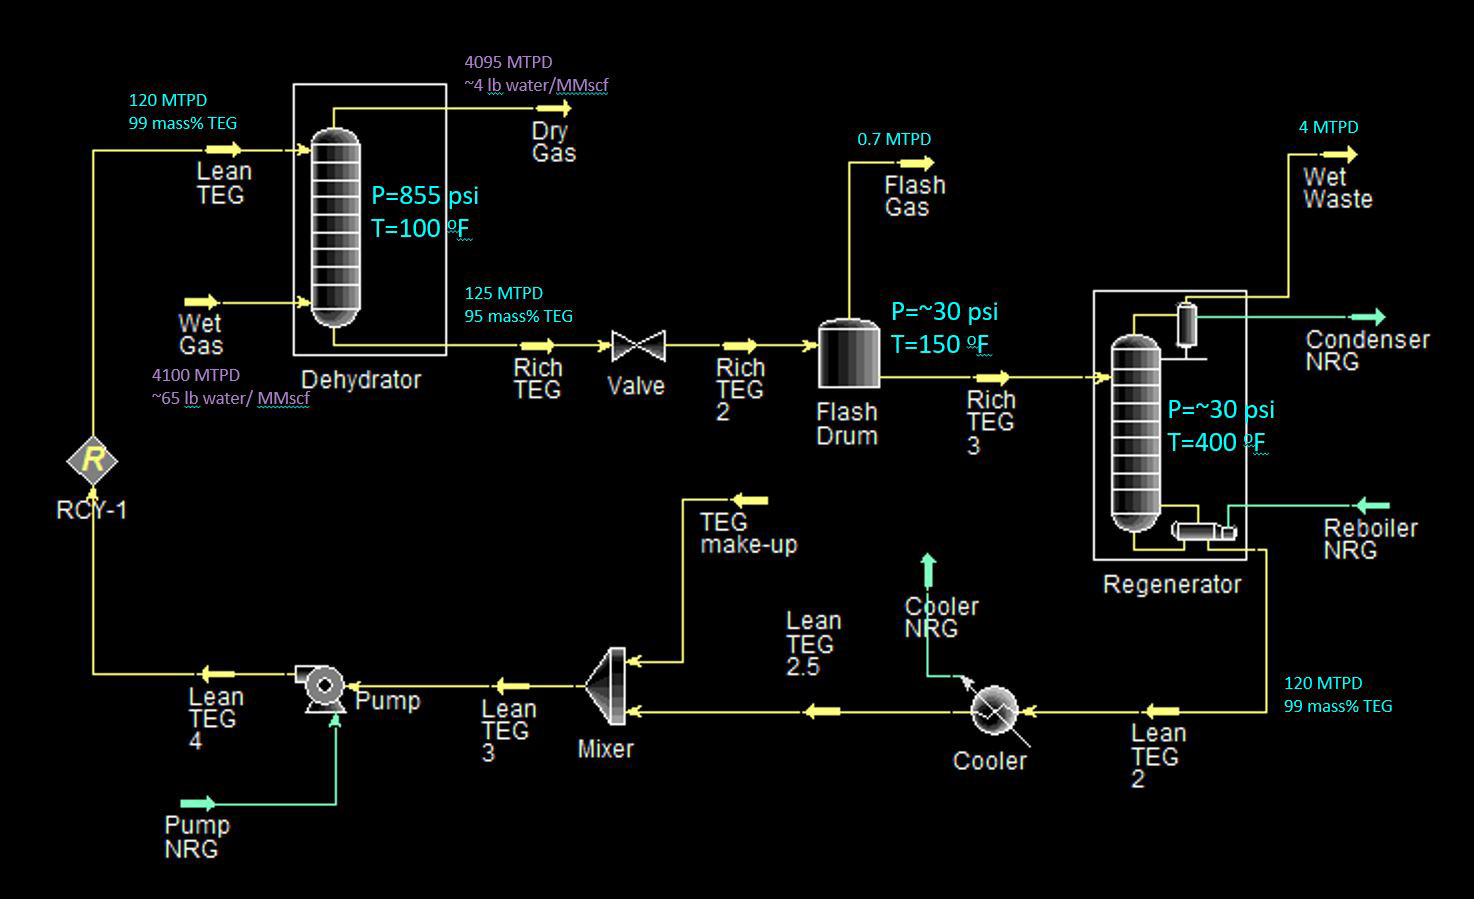 4095 MTPD
~4 lb water/MMscf
120 MTPD
99 mass% TEG
Dry
Gas
Lean
TEG
P=855 psi
T=100 ºF
0.7 MTPD
Flash
Gas
4 MTPD
Wet
Waste
Wet
Gas
4100 MTPD
~65 lb water/ MMscf
Dehydrator
125 MTPD
95 mass% TEG
Rich
TEG
Valve
Rich
TEG
2
P=~30 psi
T=150 ºF
Flash
Drum
Rich
TEG
3
Condenser
NRG
P=~30 psi
T=400 ºF
Reboiler
NRG
Regenerator
R
RCY-1
TEG
make-up
Cooler
NRG
Lean
TEG
2.5
120 MTPD
99 mass% TEG
Lean
TEG
2
Cooler
Mixer
Lean
TEG
3
Pump
Lean
TEG
4
Pump
NRG